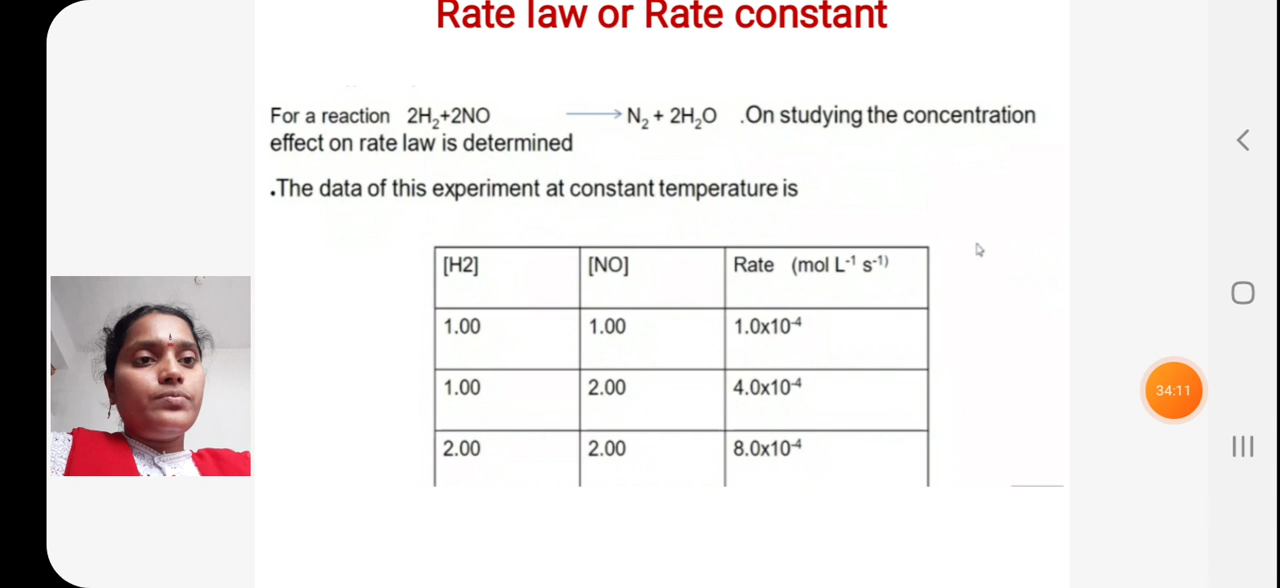 Rate law or Rate constant
For a reaction 2H₂+2NO ⟶ N₂ + 2H₂O .On studying the concentration
effect on rate law is determined
.The data of this experiment at constant temperature is
[H2] [NO] Rate (mol L⁻¹ s⁻¹)
1.00 1.00 1.0x10⁻⁴
1.00 2.00 4.0x10⁻⁴
2.00 2.00 8.0x10⁻⁴
34:11